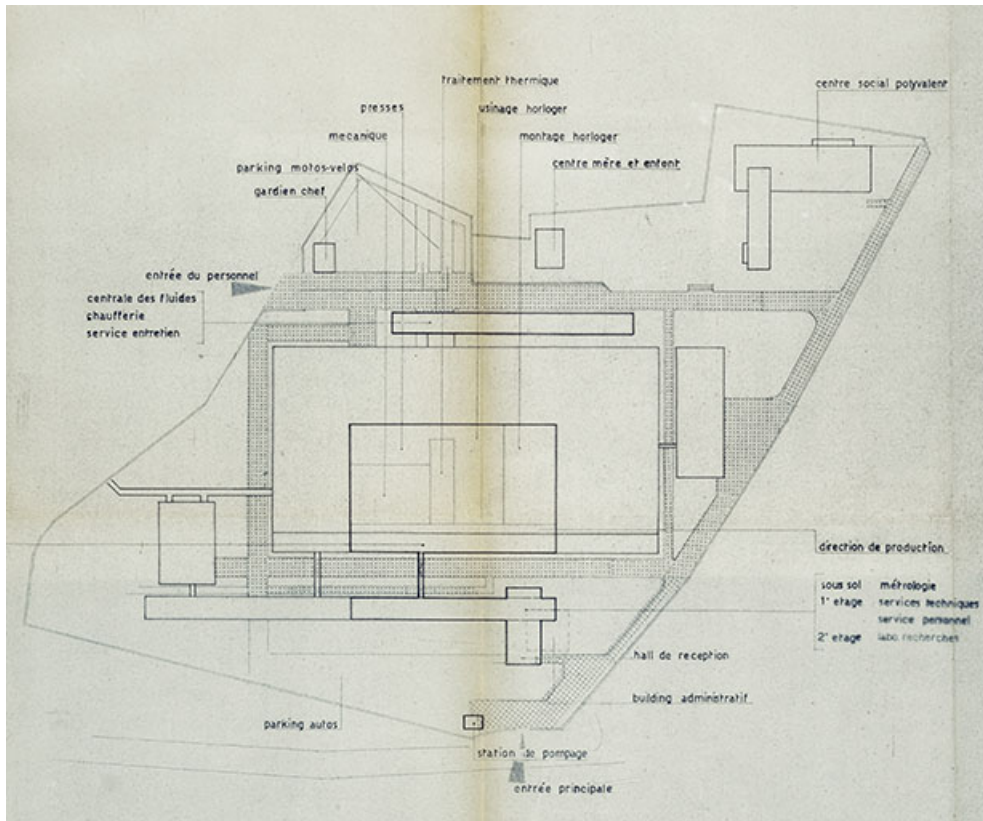 traitement thermique
centre social polyvalent
presses
usinage horloger
mecanique
montage horloger
parking motos-velos
centre mère et enfant
gardien chef
entrée du personnel
centrale des fluides
chaufferie
service entretien
direction de production
sous sol métrologie
1° etage services techniques
service personnel
2° etage labo. recherches
hall de reception
building administratif
parking autos
station de pompage
entrée principale